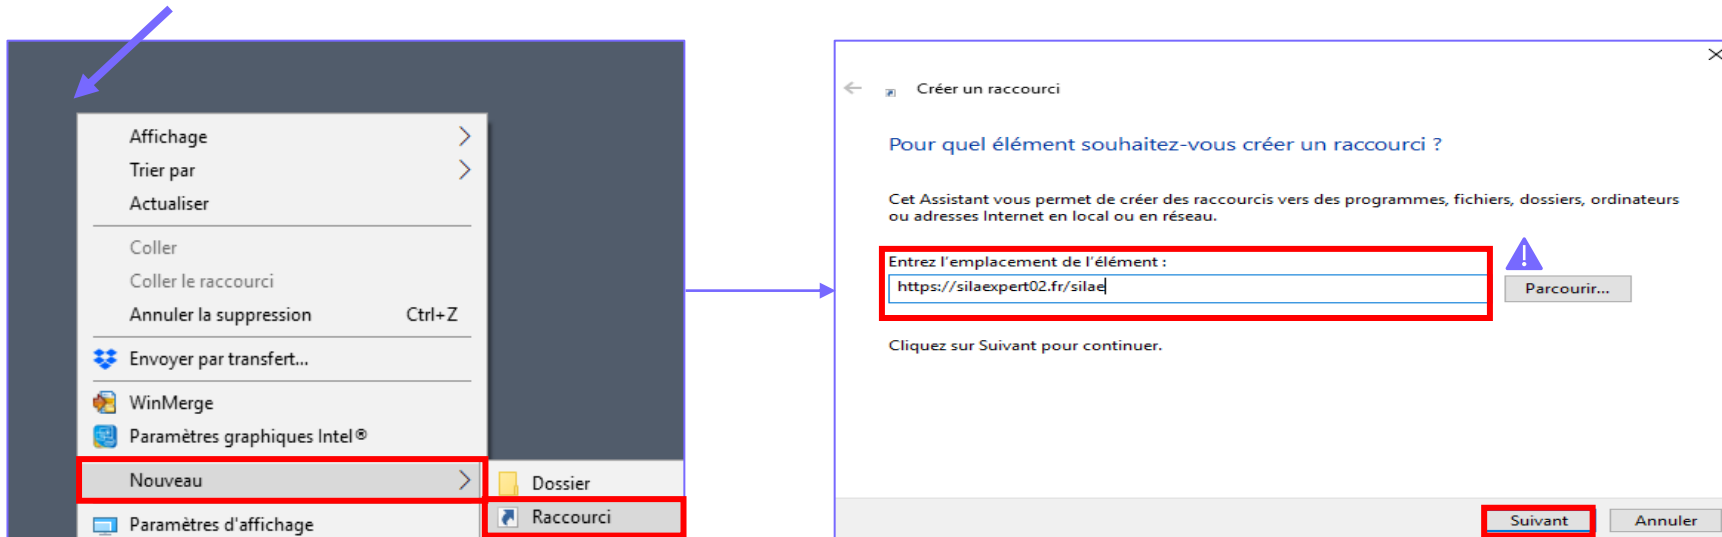 Affichage
Trier par
Actualiser
Coller
Coller le raccourci
Annuler la suppression Ctrl+Z
Envoyer par transfert...
WinMerge
Paramètres graphiques Intel®
Nouveau
Dossier
Raccourci
Paramètres d'affichage
Créer un raccourci
Pour quel élément souhaitez-vous créer un raccourci ?
Cet Assistant vous permet de créer des raccourcis vers des programmes, fichiers, dossiers, ordinateurs
ou adresses Internet en local ou en réseau.
Entrez l'emplacement de l'élément :
https://silaexpert02.fr/silae
Parcourir...
Cliquez sur Suivant pour continuer.
Suivant Annuler